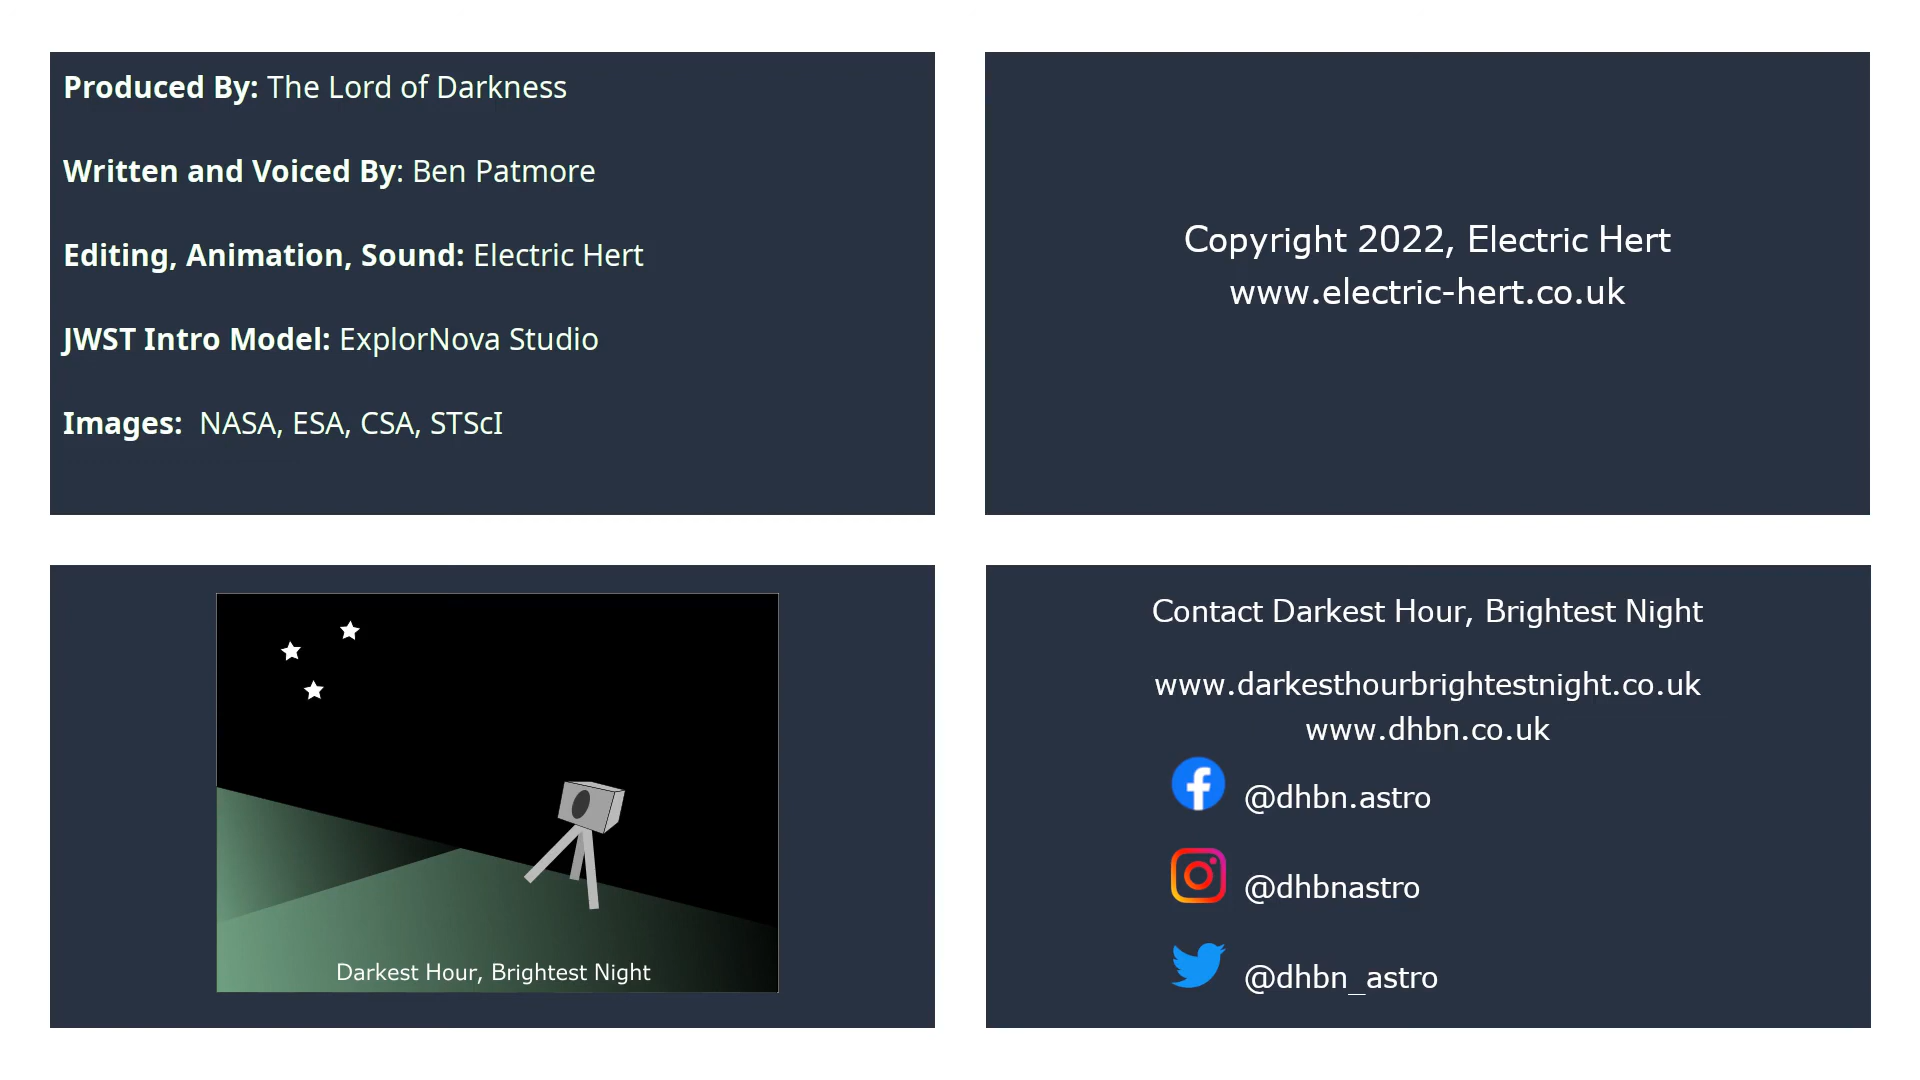 Produced By: The Lord of Darkness
Written and Voiced By: Ben Patmore
Editing, Animation, Sound: Electric Hert
JWST Intro Model: ExplorNova Studio
Images:  NASA, ESA, CSA, STScI
Copyright 2022, Electric Hert
www.electric-hert.co.uk
Darkest Hour, Brightest Night
Contact Darkest Hour, Brightest Night
www.darkesthourbrightestnight.co.uk
www.dhbn.co.uk
@dhbn.astro
@dhbnastro
@dhbn_astro